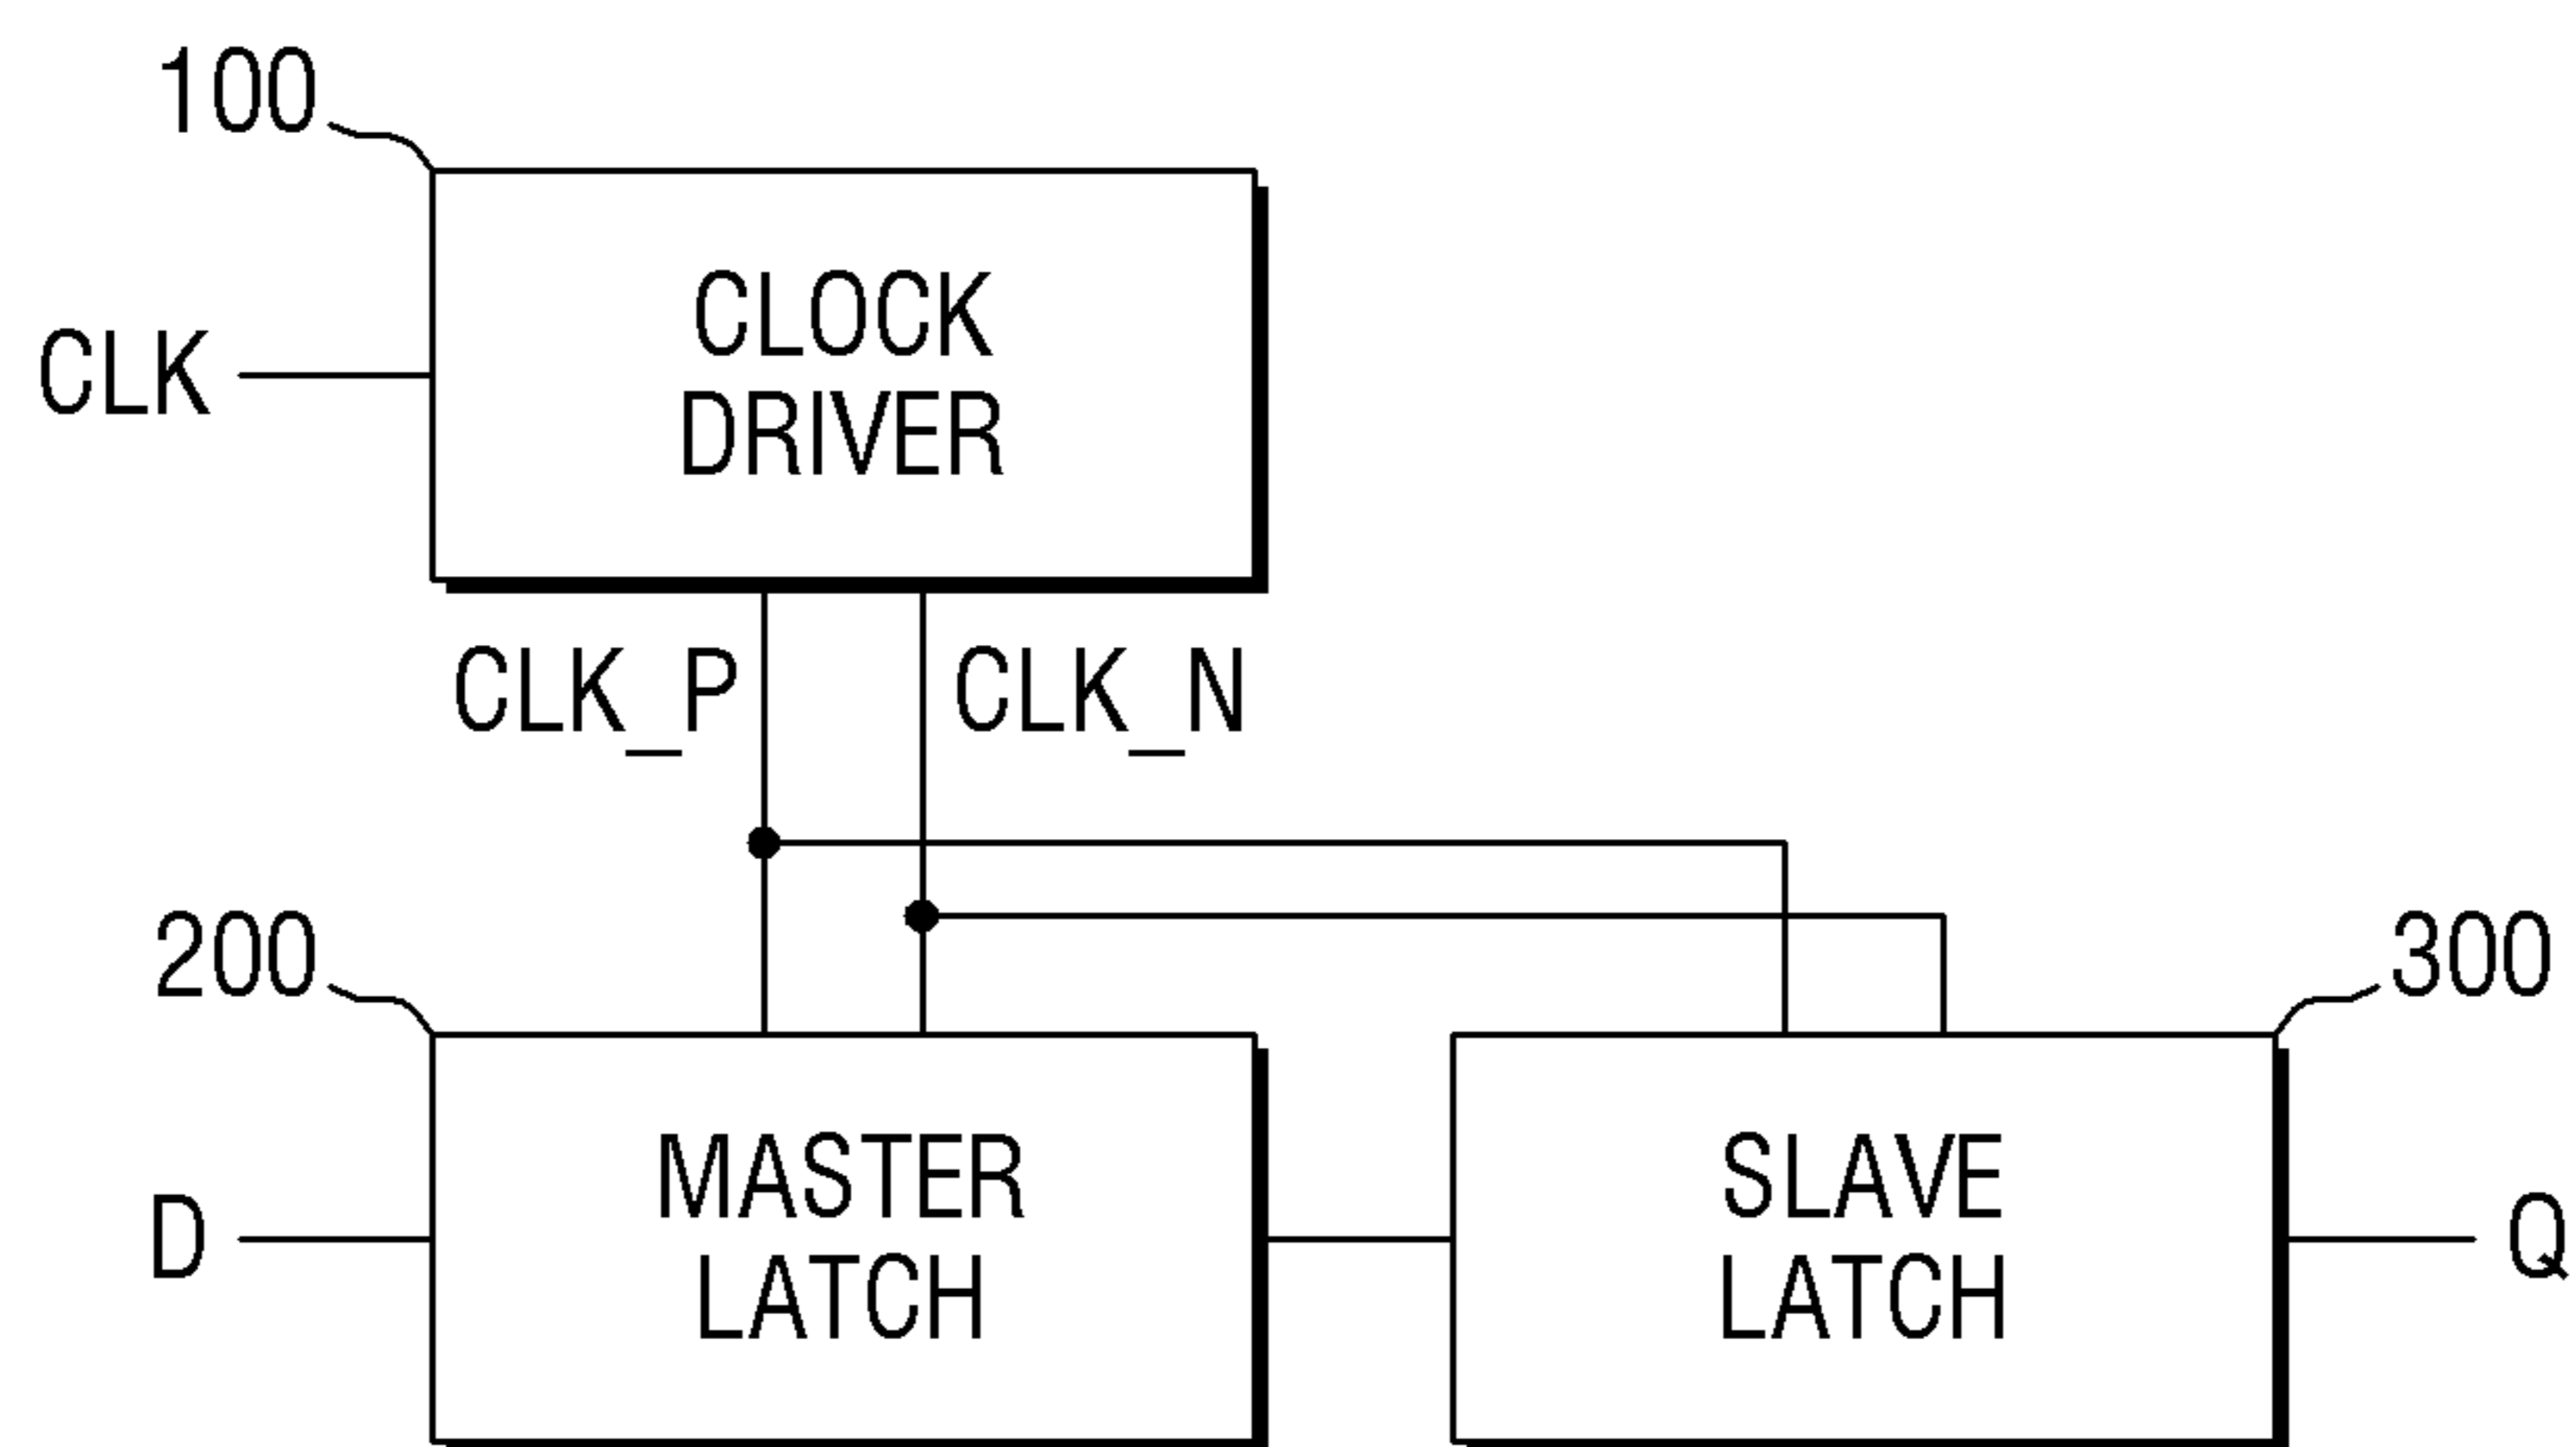 100
CLOCK
DRIVER
CLK
CLK_P
CLK_N
200
300
MASTER
LATCH
SLAVE
LATCH
D
Q